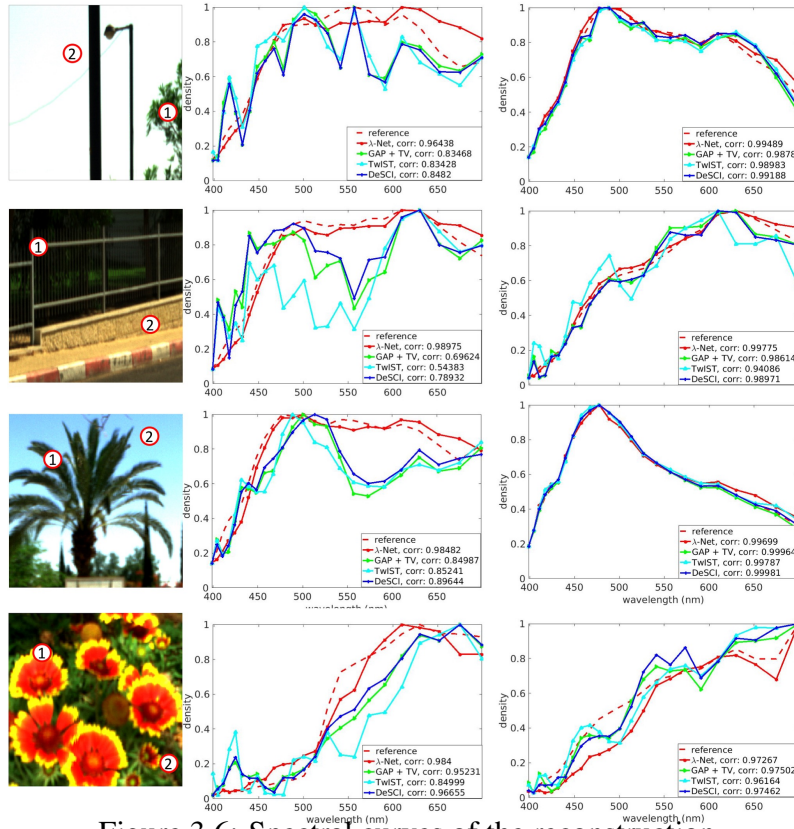 ② ①
density
1
0.8
0.6
0.4
0.2
0
400 450 500 550 600 650
reference
λ-Net, corr: 0.96438
GAP + TV, corr: 0.83468
TwIST, corr: 0.83428
DeSCI, corr: 0.8482
density
1
0.8
0.6
0.4
0.2
0
400 450 500 550 600 650
reference
λ-Net, corr: 0.99489
GAP + TV, corr: 0.9878
TwIST, corr: 0.98983
DeSCI, corr: 0.99188
① ②
density
1
0.8
0.6
0.4
0.2
0
400 450 500 550 600 650
reference
λ-Net, corr: 0.98975
GAP + TV, corr: 0.69624
TwIST, corr: 0.54383
DeSCI, corr: 0.78932
density
1
0.8
0.6
0.4
0.2
0
400 450 500 550 600 650
reference
λ-Net, corr: 0.99775
GAP + TV, corr: 0.98614
TwIST, corr: 0.94086
DeSCI, corr: 0.98971
② ①
density
1
0.8
0.6
0.4
0.2
0
400 450 500 550 600 650
wavelength (nm)
reference
λ-Net, corr: 0.98482
GAP + TV, corr: 0.84987
TwIST, corr: 0.85241
DeSCI, corr: 0.89644
density
1
0.8
0.6
0.4
0.2
0
400 450 500 550 600 650
wavelength (nm)
reference
λ-Net, corr: 0.99699
GAP + TV, corr: 0.99964
TwIST, corr: 0.99787
DeSCI, corr: 0.99981
① ②
density
1
0.8
0.6
0.4
0.2
0
400 450 500 550 600 650
wavelength (nm)
reference
λ-Net, corr: 0.984
GAP + TV, corr: 0.95231
TwIST, corr: 0.84999
DeSCI, corr: 0.96655
density
1
0.8
0.6
0.4
0.2
0
400 450 500 550 600 650
wavelength (nm)
reference
λ-Net, corr: 0.97267
GAP + TV, corr: 0.97502
TwIST, corr: 0.96164
DeSCI, corr: 0.97462
Figure 3.6: Spectral curves of the reconstruction